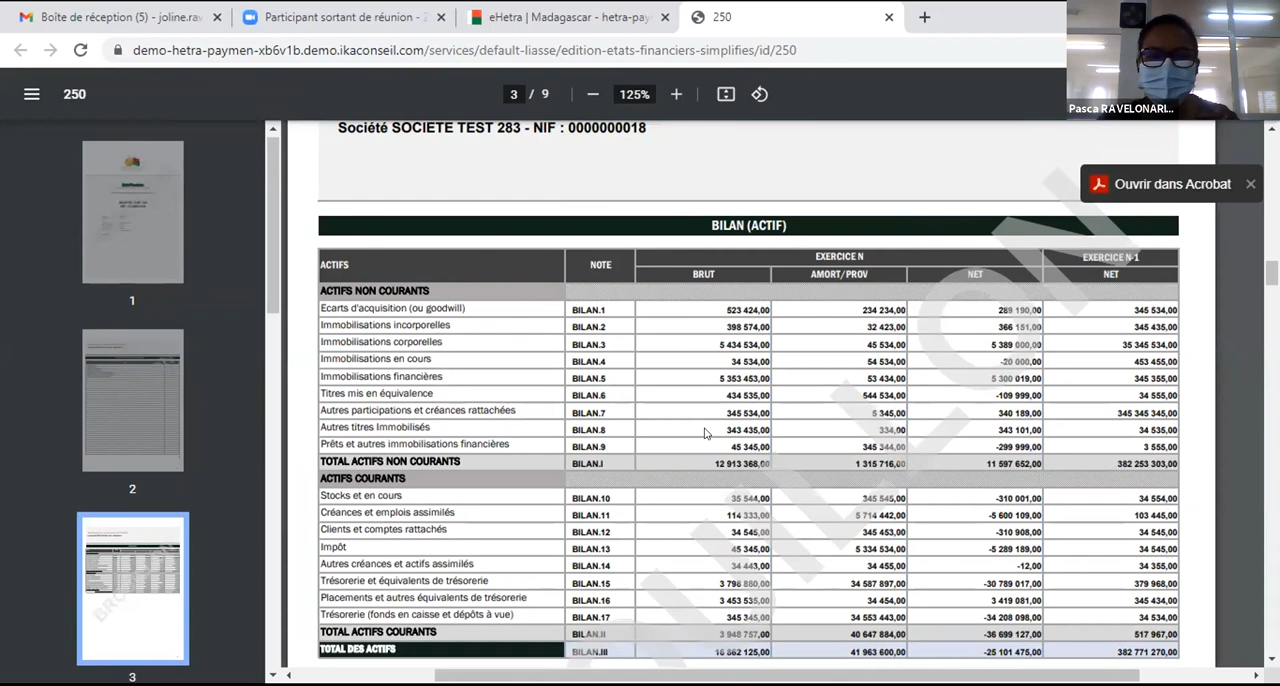 Boîte de réception (5) - joline.rav
Participant sortant de réunion - Z
eHetra | Madagascar - hetra-pay
250
demo-hetra-paymen-xb6v1b.demo.ikaconseil.com/services/default-liasse/edition-etats-financiers-simplifies/id/250
Pasca RAVELONARI...
250
3 / 9
125%
Ouvrir dans Acrobat
1
2
3
Société SOCIETE TEST 283 - NIF : 0000000018
BILAN (ACTIF)
ACTIFS NOTE EXERCICE N EXERCICE N-1
BRUT AMORT/PROV NET NET
ACTIFS NON COURANTS
Ecarts d'acquisition (ou goodwill) BILAN.1 523 424,00 234 234,00 289 190,00 345 534,00
Immobilisations incorporelles BILAN.2 398 574,00 32 423,00 366 151,00 345 435,00
Immobilisations corporelles BILAN.3 5 434 534,00 45 534,00 5 389 000,00 35 345 534,00
Immobilisations en cours BILAN.4 34 534,00 54 534,00 -20 000,00 453 455,00
Immobilisations financières BILAN.5 5 353 453,00 53 434,00 5 300 019,00 345 355,00
Titres mis en équivalence BILAN.6 434 535,00 544 534,00 -109 999,00 34 555,00
Autres participations et créances rattachées BILAN.7 345 534,00 5 345,00 340 189,00 345 345 345,00
Autres titres Immobilisés BILAN.8 343 435,00 334,00 343 101,00 34 535,00
Prêts et autres immobilisations financières BILAN.9 45 345,00 345 344,00 -299 999,00 3 555,00
TOTAL ACTIFS NON COURANTS BILAN.I 12 913 368,00 1 315 716,00 11 597 652,00 382 253 303,00
ACTIFS COURANTS
Stocks et en cours BILAN.10 35 544,00 345 545,00 -310 001,00 34 554,00
Créances et emplois assimilés BILAN.11 114 333,00 5 714 442,00 -5 600 109,00 103 445,00
Clients et comptes rattachés BILAN.12 34 545,00 345 453,00 -310 908,00 34 545,00
Impôt BILAN.13 45 345,00 5 334 534,00 -5 289 189,00 34 545,00
Autres créances et actifs assimilés BILAN.14 34 443,00 34 455,00 -12,00 34 355,00
Trésorerie et équivalents de trésorerie BILAN.15 3 798 880,00 34 587 897,00 -30 789 017,00 379 968,00
Placements et autres équivalents de trésorerie BILAN.16 3 453 535,00 34 454,00 3 419 081,00 345 434,00
Trésorerie (fonds en caisse et dépôts à vue) BILAN.17 345 345,00 34 553 443,00 -34 208 098,00 34 534,00
TOTAL ACTIFS COURANTS BILAN.II 3 948 757,00 40 647 884,00 -36 699 127,00 517 967,00
TOTAL DES ACTIFS BILAN.III 16 862 125,00 41 963 600,00 -25 101 475,00 382 771 270,00